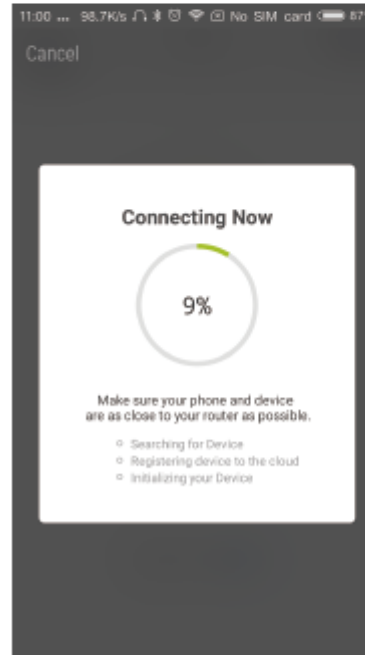 11:00 ... 98.7K/s No SIM card 87
Cancel
Connecting Now
9%
Make sure your phone and device
are as close to your router as possible.
Searching for Device
Registering device to the cloud
Initializing your Device